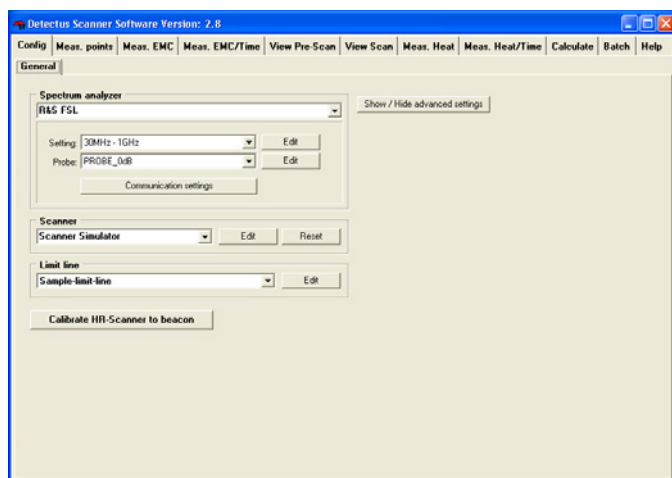 Detectus Scanner Software Version: 2.8
Config Meas. points Meas. EMC Meas. EMC/Time View Pre-Scan View Scan Meas. Heat Meas. Heat/Time Calculate Batch Help
General
Spectrum analyzer
R&S FSL
Show / Hide advanced settings
Setting: 30MHz - 1GHz Edit
Probe: PROBE_0dB Edit
Communication settings
Scanner
Scanner Simulator Edit Reset
Limit line
Sample-limit-line Edit
Calibrate HR-Scanner to beacon